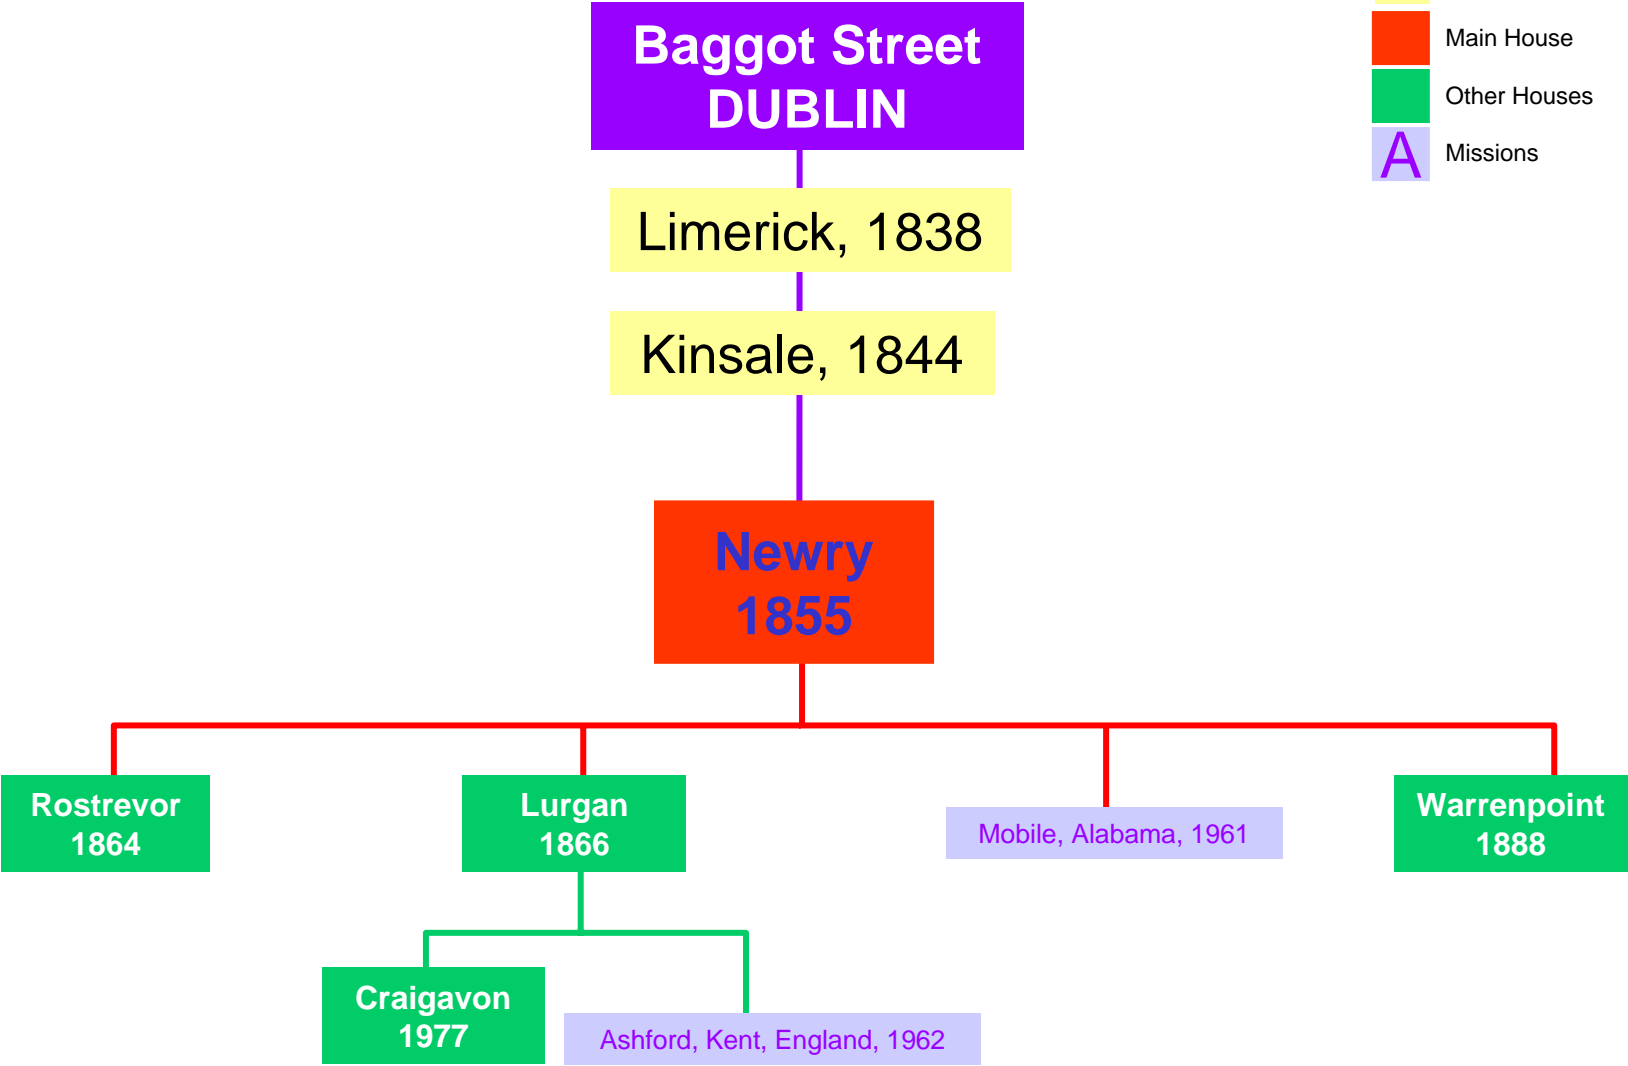 Baggot Street
DUBLIN
Main House
Other Houses
A Missions
Limerick, 1838
Kinsale, 1844
Newry
1855
Rostrevor
1864
Lurgan
1866
Mobile, Alabama, 1961
Warrenpoint
1888
Craigavon
1977
Ashford, Kent, England, 1962